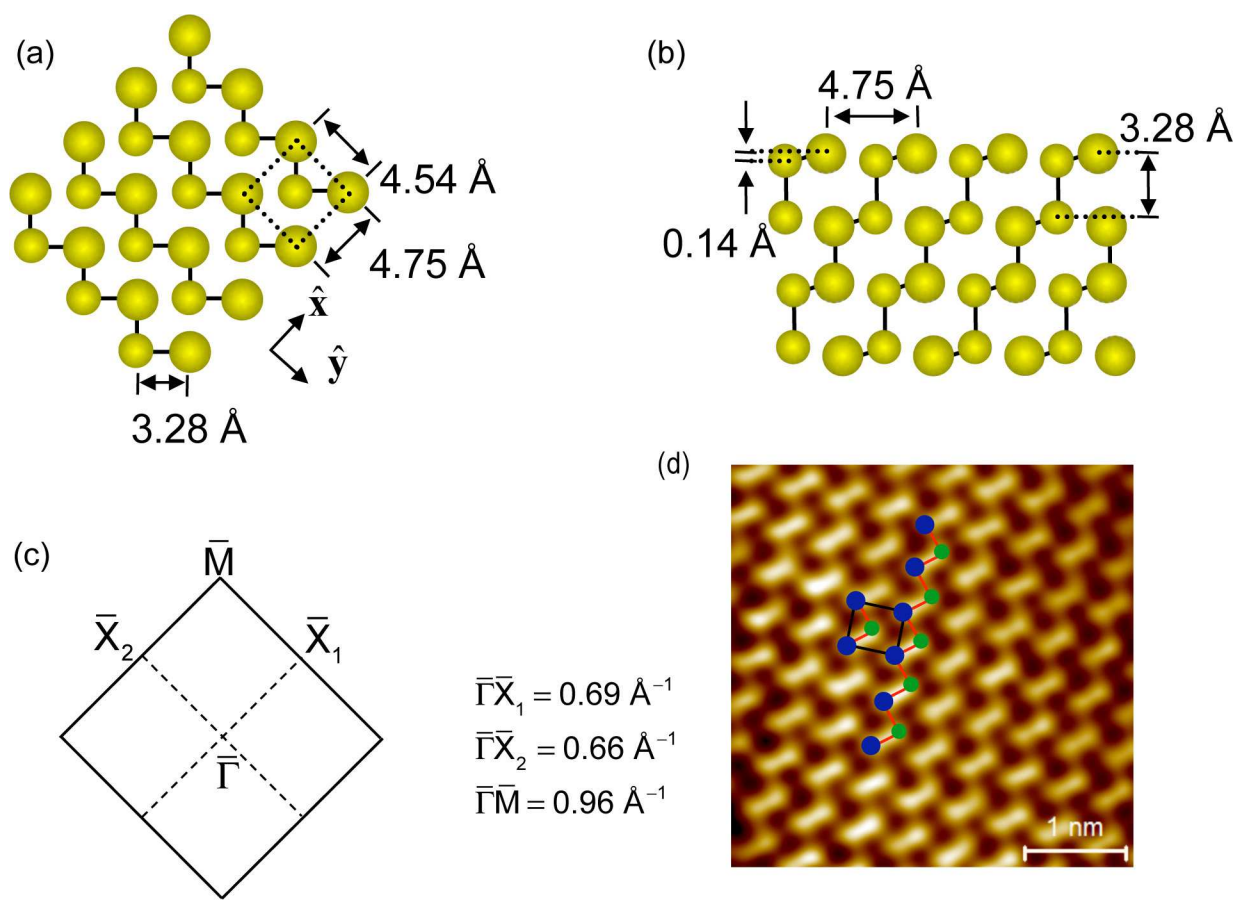 (a)
4.54 Å
4.75 Å
x̂
ŷ
3.28 Å
(b)
4.75 Å
3.28 Å
0.14 Å
(c)
M̄
X̄₂
X̄₁
Γ̄
Γ̄X̄₁ = 0.69 Å⁻¹
Γ̄X̄₂ = 0.66 Å⁻¹
Γ̄M̄ = 0.96 Å⁻¹
(d)
1 nm